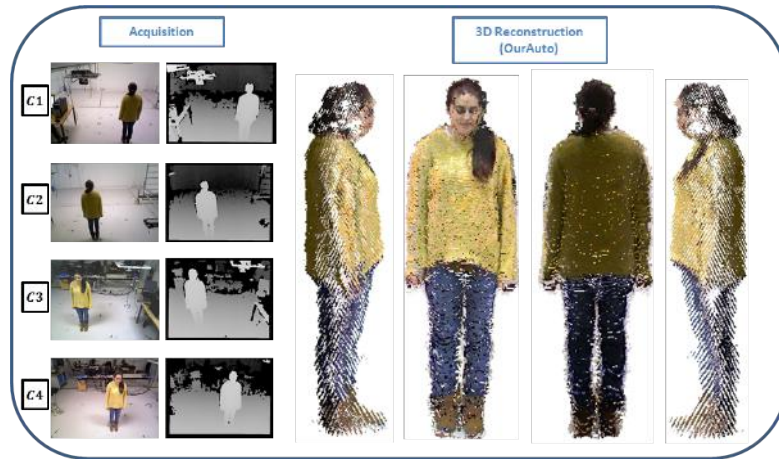 Acquisition
3D Reconstruction
(OurAuto)
C1
C2
C3
C4